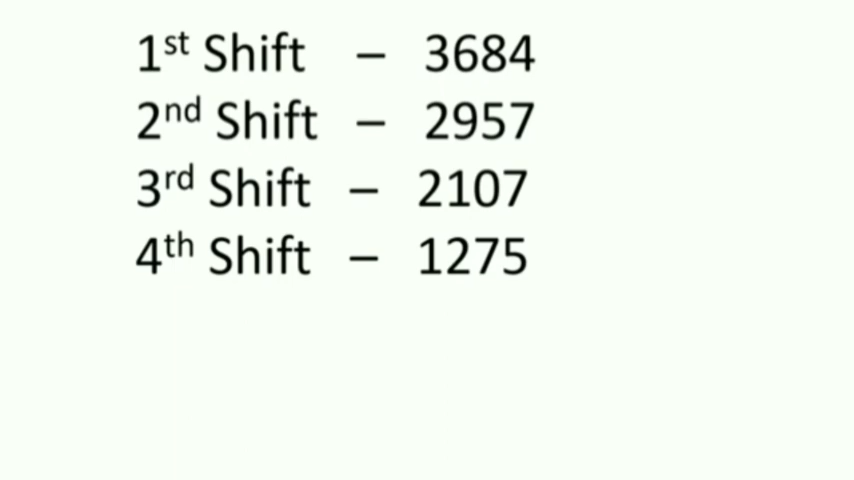 1st Shift – 3684
2nd Shift – 2957
3rd Shift – 2107
4th Shift – 1275